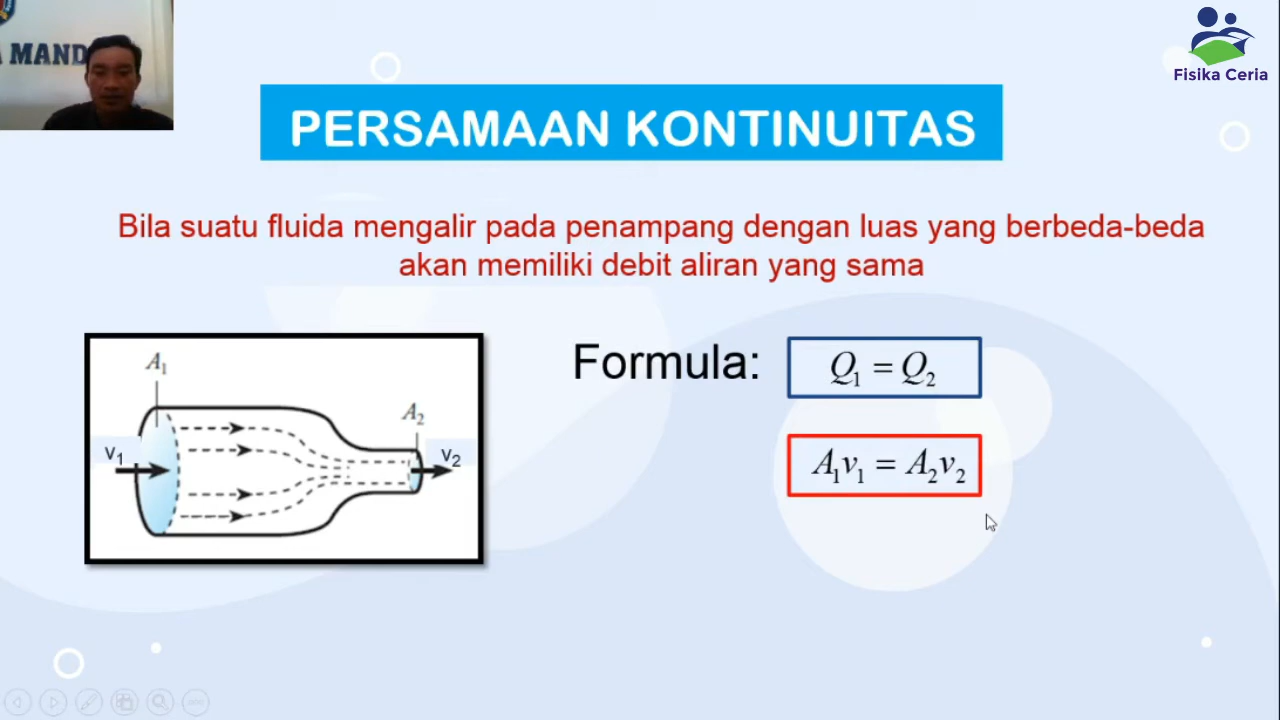 MAND
Fisika Ceria
PERSAMAAN KONTINUITAS
Bila suatu fluida mengalir pada penampang dengan luas yang berbeda-beda
akan memiliki debit aliran yang sama
A₁
A₂
v₁
v₂
Formula:
Q₁ = Q₂
A₁v₁ = A₂v₂